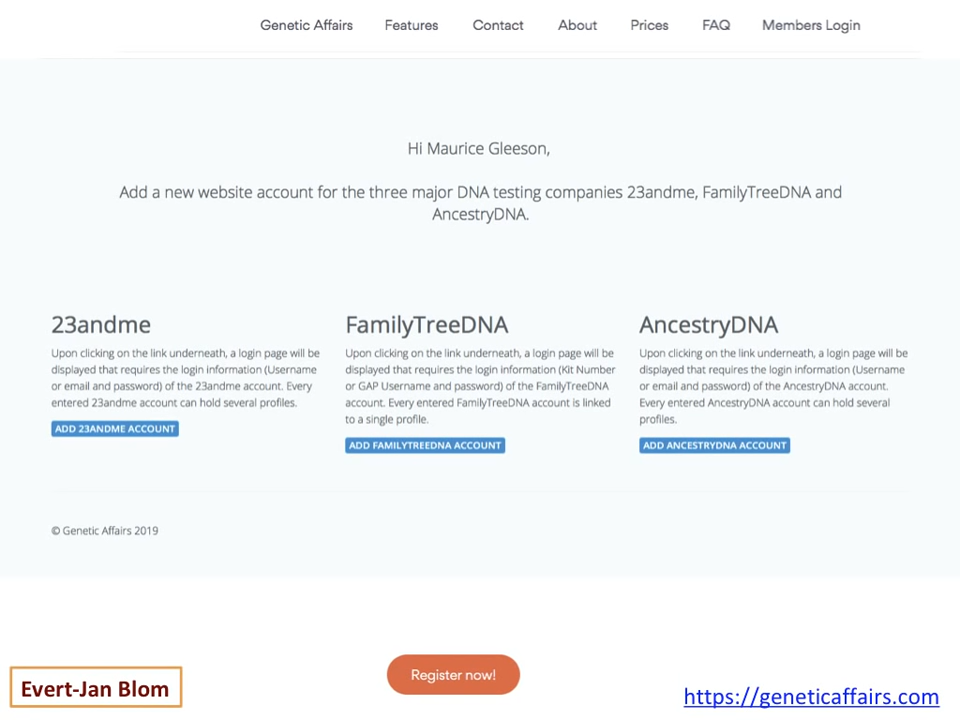 Genetic Affairs Features Contact About Prices FAQ Members Login
Hi Maurice Gleeson,
Add a new website account for the three major DNA testing companies 23andme, FamilyTreeDNA and
AncestryDNA.
23andme
Upon clicking on the link underneath, a login page will be
displayed that requires the login information (Username
or email and password) of the 23andme account. Every
entered 23andme account can hold several profiles.
ADD 23ANDME ACCOUNT
FamilyTreeDNA
Upon clicking on the link underneath, a login page will be
displayed that requires the login information (Kit Number
or GAP Username and password) of the FamilyTreeDNA
account. Every entered FamilyTreeDNA account is linked
to a single profile.
ADD FAMILYTREEDNA ACCOUNT
AncestryDNA
Upon clicking on the link underneath, a login page will be
displayed that requires the login information (Username
or email and password) of the AncestryDNA account.
Every entered AncestryDNA account can hold several
profiles.
ADD ANCESTRYDNA ACCOUNT
© Genetic Affairs 2019
Register now!
Evert-Jan Blom
https://geneticaffairs.com